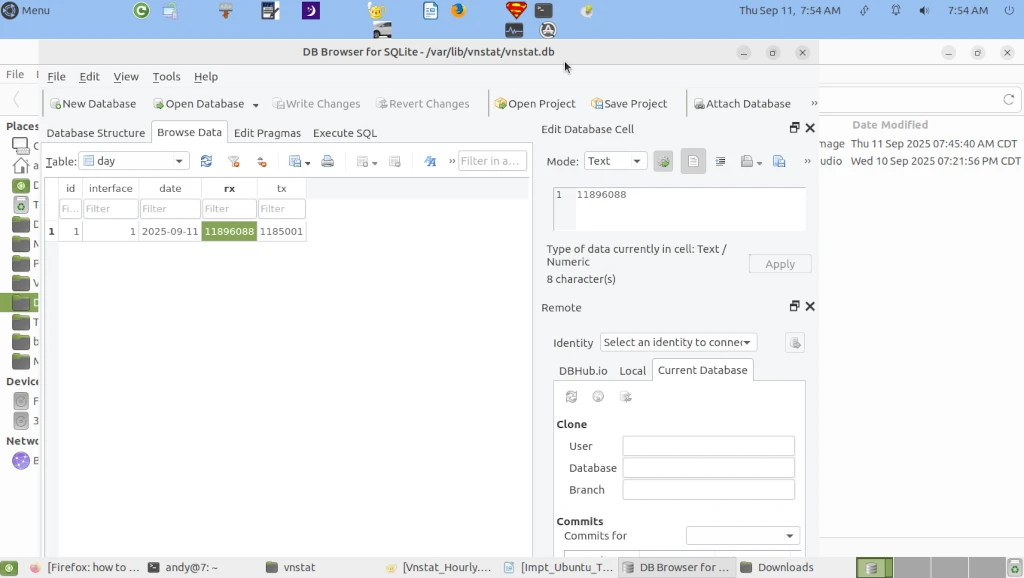 Menu
Thu Sep 11, 7:54 AM
7:54 AM
DB Browser for SQLite - /var/lib/vnstat/vnstat.db
File
File Edit View Tools Help
New Database Open Database Write Changes Revert Changes Open Project Save Project Attach Database »
Places
Database Structure Browse Data Edit Pragmas Execute SQL
Edit Database Cell
Date Modified
Table: day » Filter in a...
Mode: Text »
mage Thu 11 Sep 2025 07:45:40 AM CDT
udio Wed 10 Sep 2025 07:21:56 PM CDT
id interface date rx tx
Fi... Filter Filter Filter Filter
1 1 1 2025-09-11 11896088 1185001
1 11896088
Type of data currently in cell: Text /
Numeric
8 character(s)
Apply
Remote
Identity Select an identity to connec
DBHub.io Local Current Database
Clone
User
Database
Branch
Commits
Commits for
Device
Netwo
[Firefox: how to ... andy@7: ~ vnstat [Vnstat_Hourly.... [Impt_Ubuntu_T... DB Browser for ... Downloads